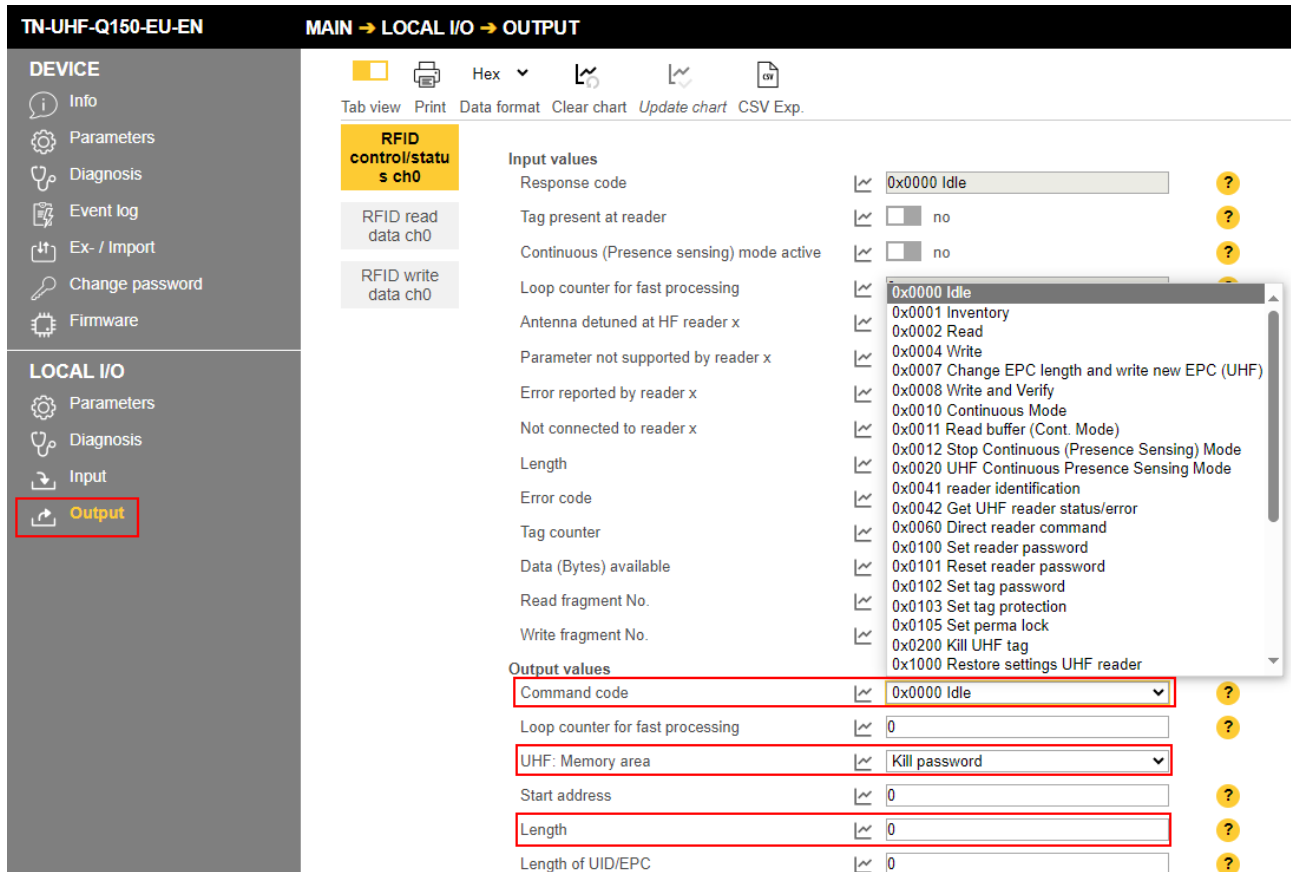 TN-UHF-Q150-EU-EN
MAIN ➔ LOCAL I/O ➔ OUTPUT
DEVICE
Info
Parameters
Diagnosis
Event log
Ex- / Import
Change password
Firmware
LOCAL I/O
Parameters
Diagnosis
Input
Output
Hex
CSV
Tab view Print Data format Clear chart Update chart CSV Exp.
RFID
control/statu
s ch0
RFID read
data ch0
RFID write
data ch0
Input values
Response code 0x0000 Idle ?
Tag present at reader no ?
Continuous (Presence sensing) mode active no ?
Loop counter for fast processing
Antenna detuned at HF reader x
Parameter not supported by reader x
Error reported by reader x
Not connected to reader x
Length
Error code
Tag counter
Data (Bytes) available
Read fragment No.
Write fragment No.
0x0000 Idle
0x0001 Inventory
0x0002 Read
0x0004 Write
0x0007 Change EPC length and write new EPC (UHF)
0x0008 Write and Verify
0x0010 Continuous Mode
0x0011 Read buffer (Cont. Mode)
0x0012 Stop Continuous (Presence Sensing) Mode
0x0020 UHF Continuous Presence Sensing Mode
0x0041 reader identification
0x0042 Get UHF reader status/error
0x0060 Direct reader command
0x0100 Set reader password
0x0101 Reset reader password
0x0102 Set tag password
0x0103 Set tag protection
0x0105 Set perma lock
0x0200 Kill UHF tag
0x1000 Restore settings UHF reader
Output values
Command code 0x0000 Idle ?
Loop counter for fast processing 0 ?
UHF: Memory area Kill password
Start address 0 ?
Length 0 ?
Length of UID/EPC 0 ?